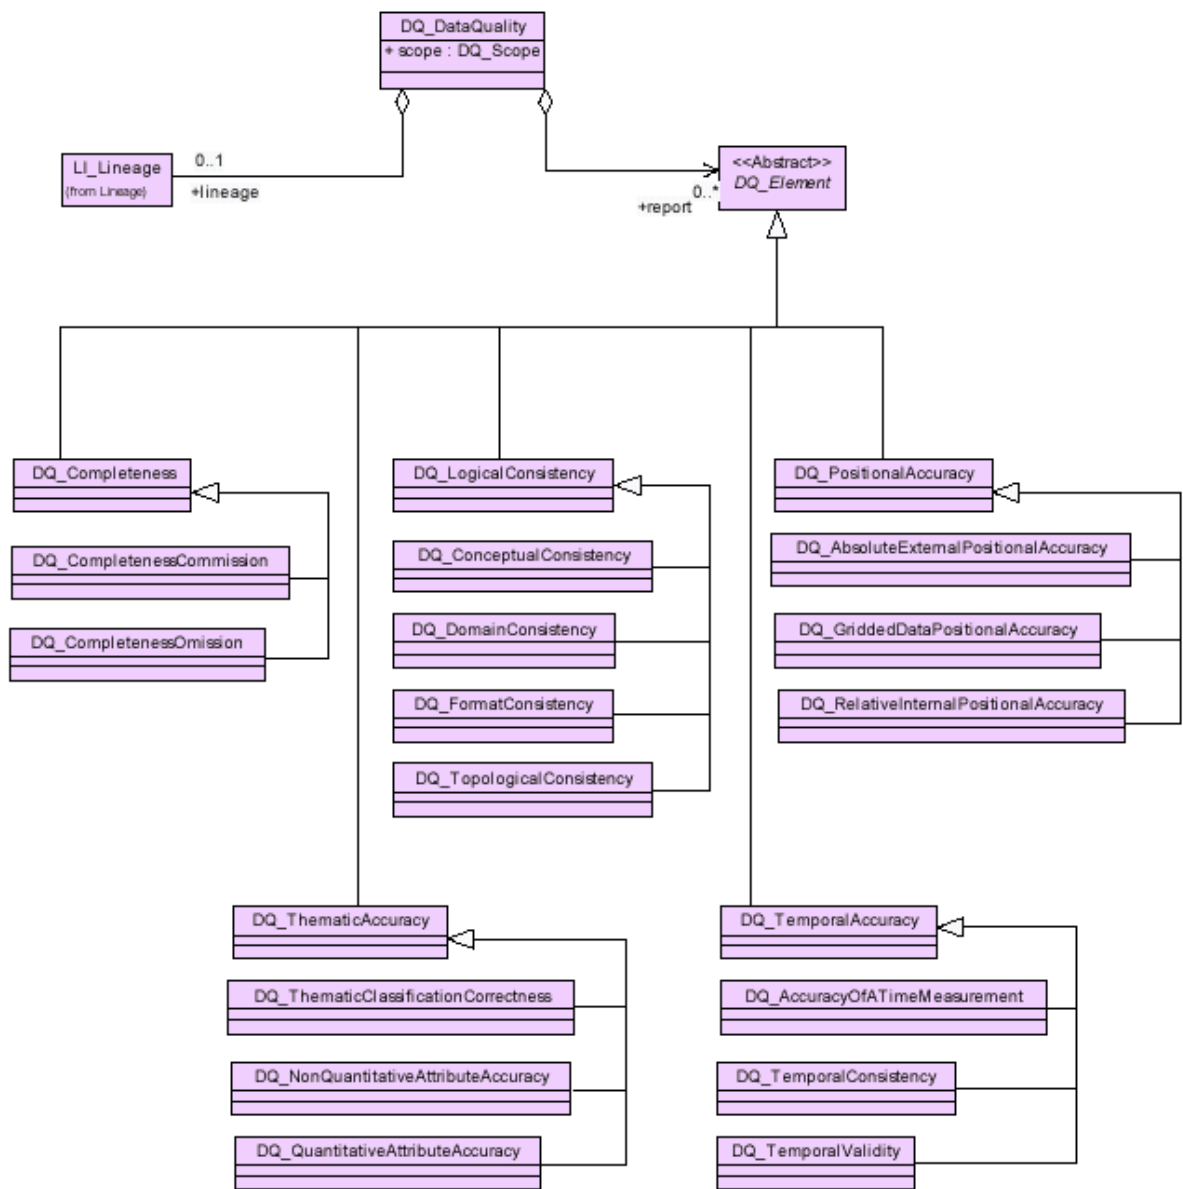 DQ_DataQuality
+ scope : DQ_Scope
LI_Lineage
(from Lineage)
0..1
+lineage
<<Abstract>>
DQ_Element
0..*
+report
DQ_Completeness
DQ_CompletenessCommission
DQ_CompletenessOmission
DQ_LogicalConsistency
DQ_ConceptualConsistency
DQ_DomainConsistency
DQ_FormatConsistency
DQ_TopologicalConsistency
DQ_PositionalAccuracy
DQ_AbsoluteExternalPositionalAccuracy
DQ_GriddedDataPositionalAccuracy
DQ_RelativeInternalPositionalAccuracy
DQ_ThematicAccuracy
DQ_ThematicClassificationCorrectness
DQ_NonQuantitativeAttributeAccuracy
DQ_QuantitativeAttributeAccuracy
DQ_TemporalAccuracy
DQ_AccuracyOfATimeMeasurement
DQ_TemporalConsistency
DQ_TemporalValidity